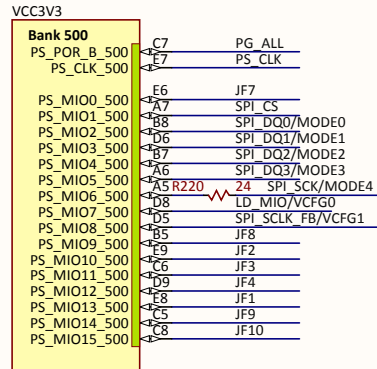 VCC3V3
Bank 500
PS_POR_B_500 C7 PG_ALL
PS_CLK_500 E7 PS_CLK
PS_MIO0_500 E6 JF7
PS_MIO1_500 A7 SPI_CS
PS_MIO2_500 B8 SPI_DQ0/MODE0
PS_MIO3_500 D6 SPI_DQ1/MODE1
PS_MIO4_500 B7 SPI_DQ2/MODE2
PS_MIO5_500 A6 SPI_DQ3/MODE3
PS_MIO6_500 A5 R220 24 SPI_SCK/MODE4
PS_MIO7_500 D8 LD_MIO/VCFG0
PS_MIO8_500 D5 SPI_SCLK_FB/VCFG1
PS_MIO9_500 B5 JF8
PS_MIO10_500 E9 JF2
PS_MIO11_500 C6 JF3
PS_MIO12_500 D9 JF4
PS_MIO13_500 E8 JF1
PS_MIO14_500 C5 JF9
PS_MIO15_500 C8 JF10